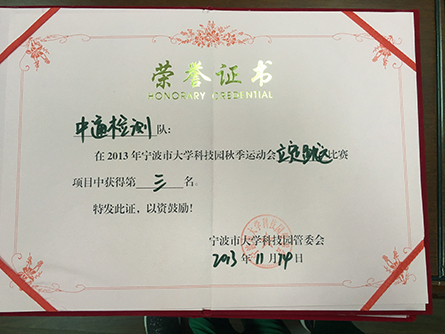 荣誉证书
HONORARY CREDENTIAL
中通检测队：
在2013年宁波市大学科技园秋季运动会立定跳远比赛
项目中获得第三名。
特发此证，以资鼓励！
宁波市大学科技园管委会
2013年11月14日